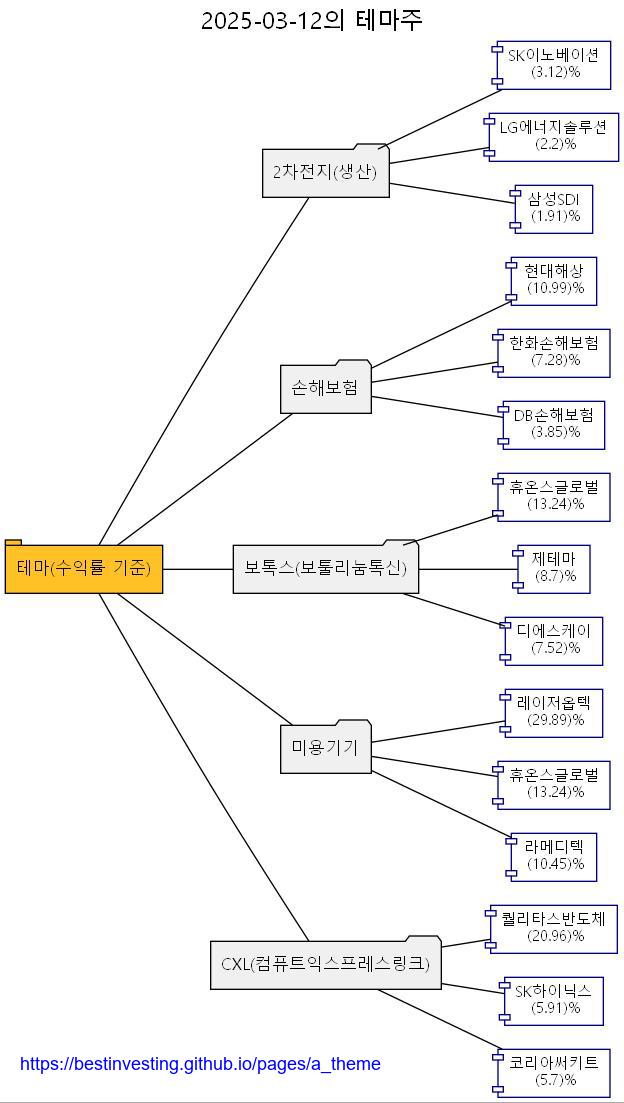 2025-03-12의 테마주
SK이노베이션
(3.12)%
LG에너지솔루션
(2.2)%
2차전지(생산)
삼성SDI
(1.91)%
현대해상
(10.99)%
한화손해보험
(7.28)%
손해보험
DB손해보험
(3.85)%
휴온스글로벌
(13.24)%
테마(수익률 기준)
보톡스(보툴리눔톡신)
제테마
(8.7)%
디에스케이
(7.52)%
레이저옵텍
(29.89)%
미용기기
휴온스글로벌
(13.24)%
라메디텍
(10.45)%
퀄리타스반도체
(20.96)%
CXL(컴퓨트익스프레스링크)
SK하이닉스
(5.91)%
코리아써키트
(5.7)%
https://bestinvesting.github.io/pages/a_theme